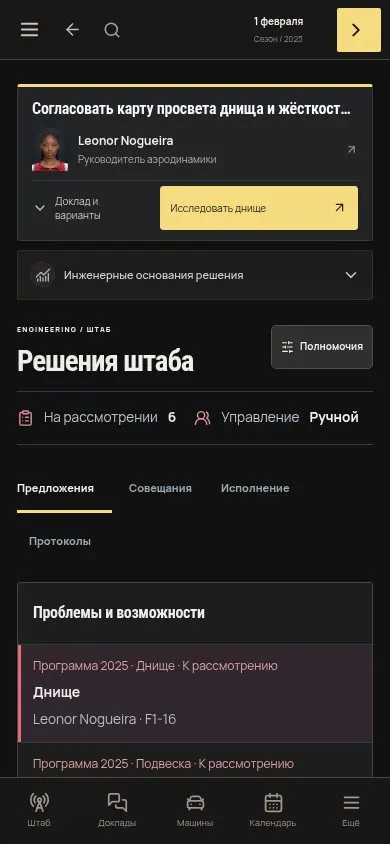 1 февраля
Сезон / 2025
Согласовать карту просвета днища и жёсткост…
Leonor Nogueira
Руководитель аэродинамики
Доклад и
варианты
Исследовать днище
Инженерные основания решения
ENGINEERING / ШТАБ
Решения штаба
Полномочия
На рассмотрении 6 Управление Ручной
Предложения Совещания Исполнение
Протоколы
Проблемы и возможности
Программа 2025 · Днище · К рассмотрению
Днище
Leonor Nogueira · F1-16
Программа 2025 · Подвеска · К рассмотрению
Штаб Доклады Машины Календарь Ещё